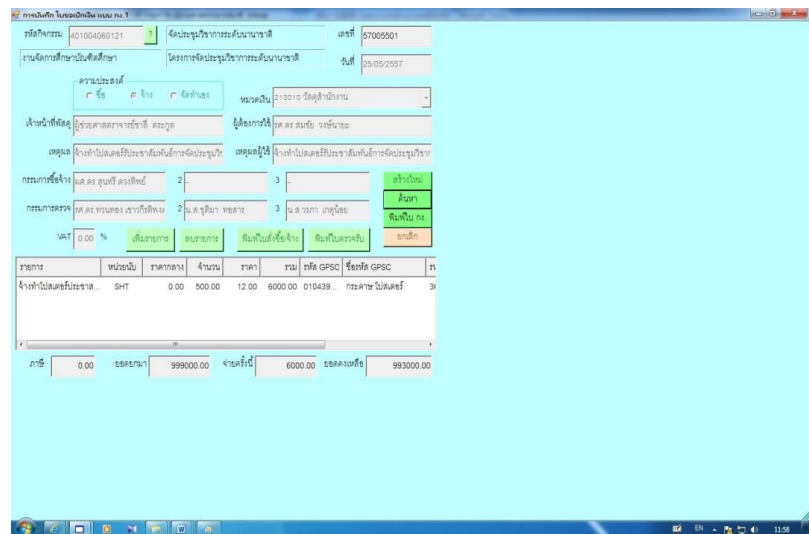 การบันทึก ใบขอเบิกเงิน แบบ กง.1
รหัสกิจกรรม 401004060121 ? จัดประชุมวิชาการระดับนานาชาติ เลขที่ 57005501
งานจัดการศึกษาบัณฑิตศึกษา โครงการจัดประชุมวิชาการระดับนานาชาติ วันที่ 25/05/2557
ความประสงค์
ซื้อ จ้าง จัดทำเอง หมวดเงิน 213010 วัสดุสำนักงาน
เจ้าหน้าที่พัสดุ ผู้ช่วยศาสตราจารย์ชาลี ตระกูล ผู้ต้องการใช้ รศ.ดร.สมชัย วงษ์นายะ
เหตุผล จ้างทำโปสเตอร์ประชาสัมพันธ์การจัดประชุมวิช เหตุผลผู้ใช้ จ้างทำโปสเตอร์ประชาสัมพันธ์การจัดประชุมวิชาก
กรรมการซื้อจ้าง ผศ.ดร.สุนทรี ดวงทิพย์ 2 - 3 - สร้างใหม่
ค้นหา
กรรมการตรวจ รศ.ดร.ทวนทอง เชาวกีรติพงศ 2 น.ส.ชุติมา ทอสาร 3 น.ส.วรภา เกตุน้อย พิมพ์ใบ กง.
VAT 0.00 % เพิ่มรายการ ลบรายการ พิมพ์ใบสั่งซื้อจ้าง พิมพ์ใบตรวจรับ ยกเลิก
รายการ หน่วยนับ ราคากลาง จำนวน ราคา รวม รหัส GPSC ชื่อรหัส GPSC
จ้างทำโปสเตอร์ประชาส... SHT 0.00 500.00 12.00 6000.00 010439... กระดาษโปสเตอร์
ภาษี 0.00 ยอดยกมา 999000.00 จ่ายครั้งนี้ 6000.00 ยอดคงเหลือ 993000.00
EN 11:58